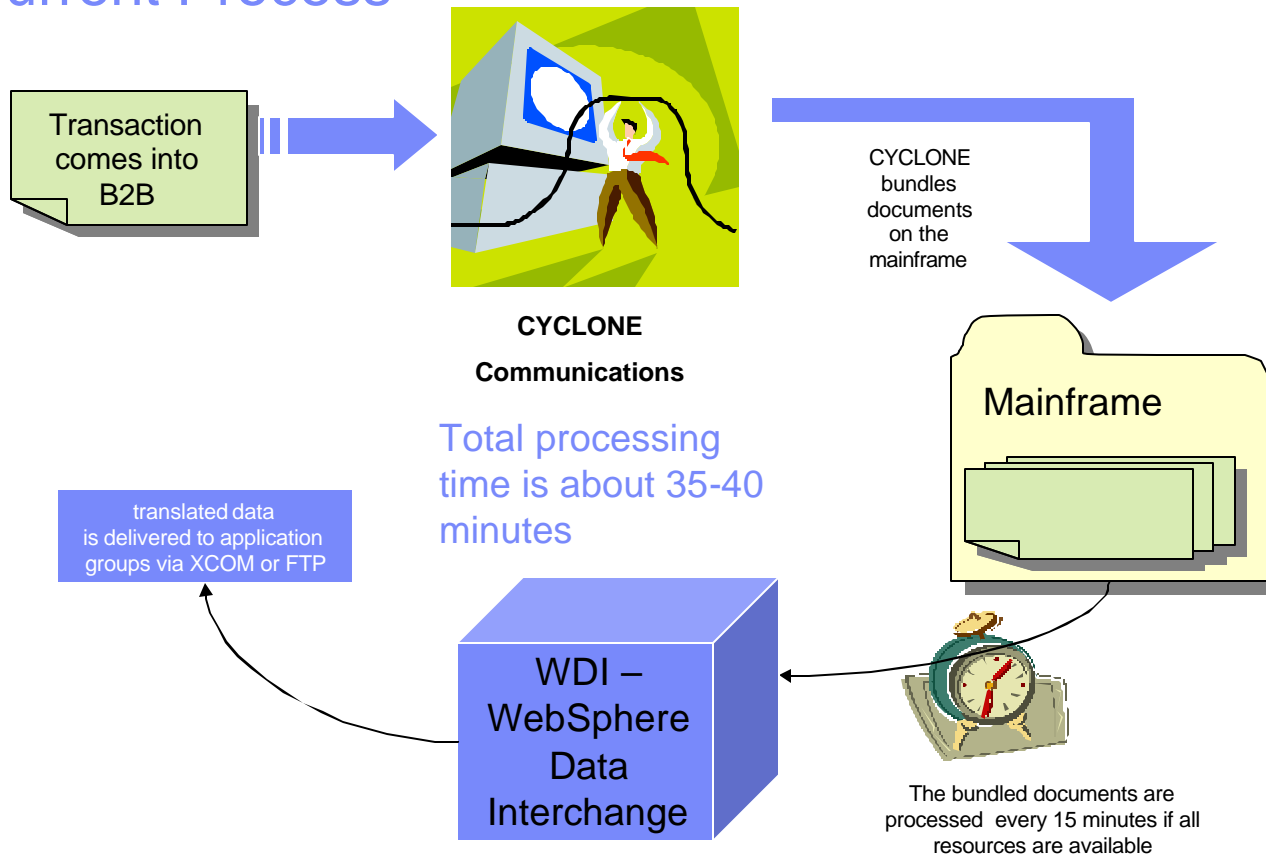 urrent Process
Transaction
comes into
B2B
CYCLONE
bundles
documents
on the
mainframe
CYCLONE
Communications
Mainframe
Total processing
time is about 35-40
minutes
translated data
is delivered to application
groups via XCOM or FTP
WDI –
WebSphere
Data
Interchange
The bundled documents are
processed every 15 minutes if all
resources are available